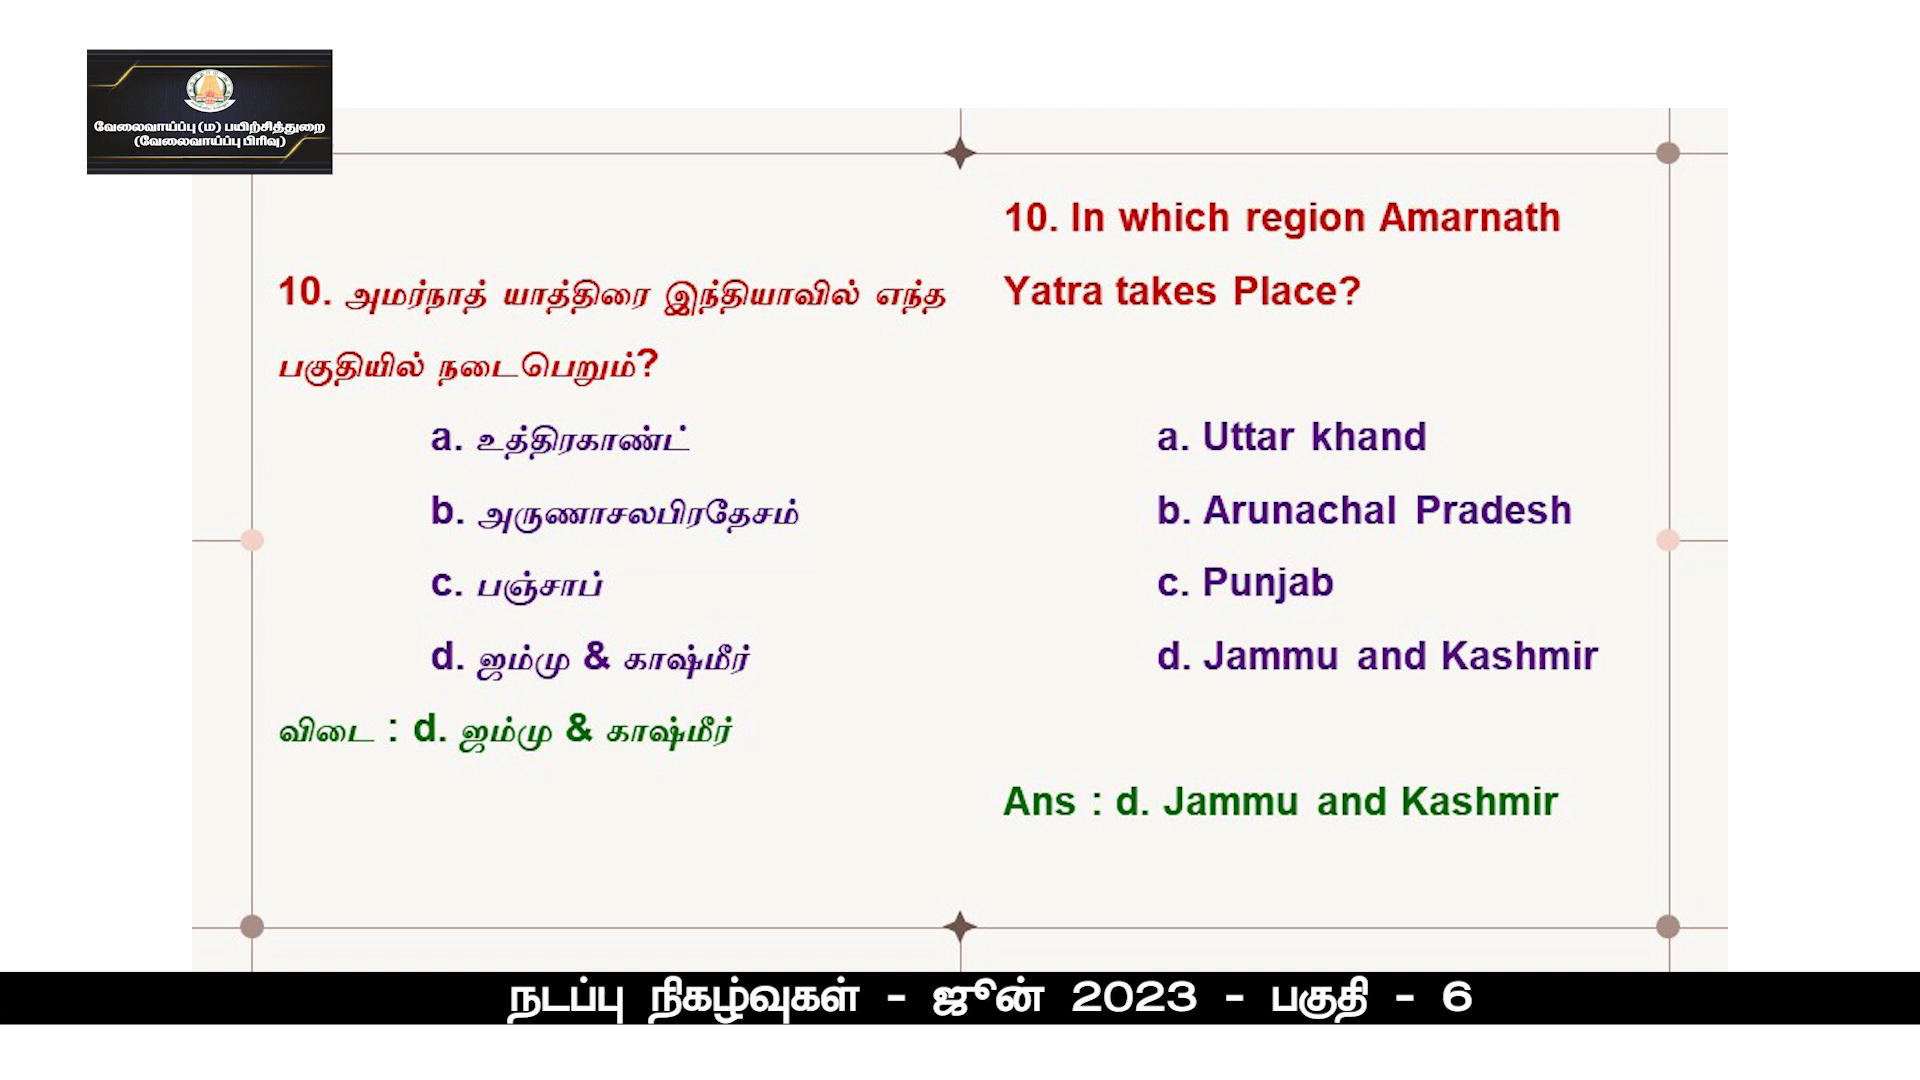 வேலைவாய்ப்பு (ம) பயிற்சித்துறை
(வேலைவாய்ப்பு பிரிவு)
10. அமர்நாத் யாத்திரை இந்தியாவில் எந்த
பகுதியில் நடைபெறும்?
a. உத்திரகாண்ட்
b. அருணாசலபிரதேசம்
c. பஞ்சாப்
d. ஜம்மு & காஷ்மீர்
விடை : d. ஜம்மு & காஷ்மீர்
10. In which region Amarnath
Yatra takes Place?
a. Uttar khand
b. Arunachal Pradesh
c. Punjab
d. Jammu and Kashmir
Ans : d. Jammu and Kashmir
நடப்பு நிகழ்வுகள் - ஜூன் 2023 - பகுதி - 6